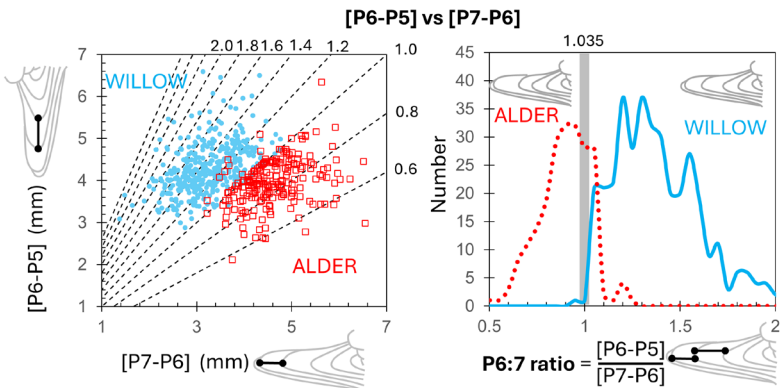 [P6-P5] vs [P7-P6]
2.0 1.8 1.6 1.4 1.2 1.0
0.8
0.6
7
6
5
4
3
2
1
1 3 5 7
WILLOW
ALDER
[P6-P5] (mm)
[P7-P6] (mm)
1.035
45
40
35
30
25
20
15
10
5
0
0.5 1 1.5 2
Number
ALDER
WILLOW
P6:7 ratio = [P6-P5]
[P7-P6]